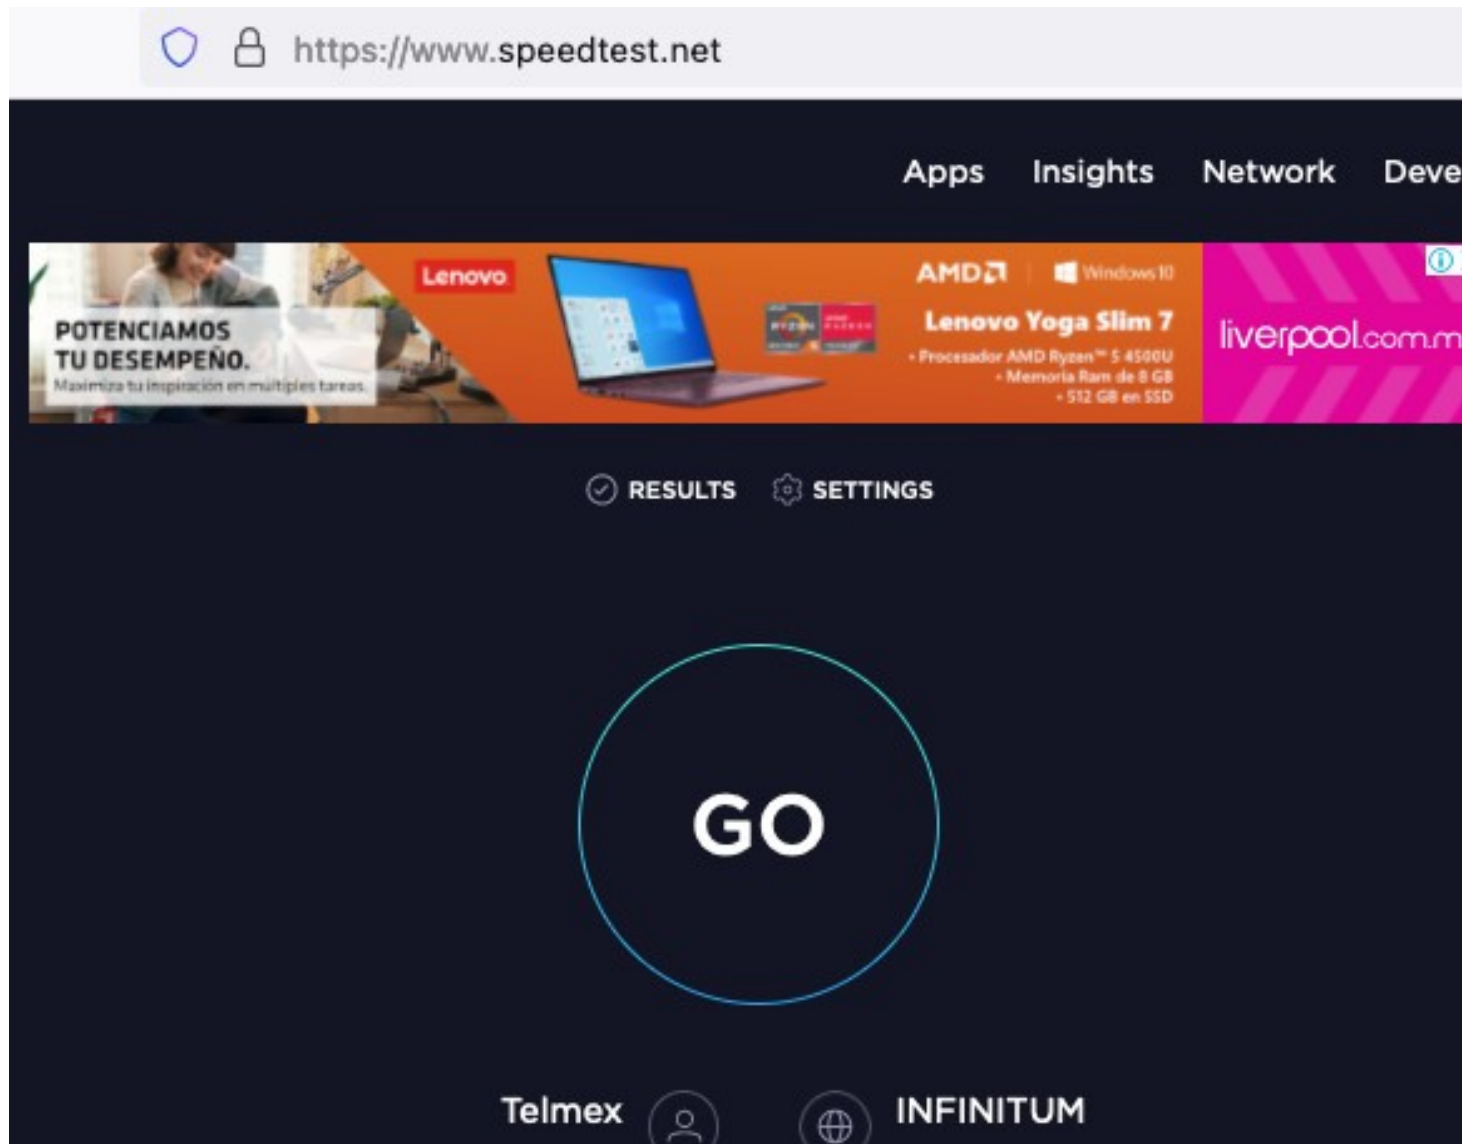 https://www.speedtest.net
Apps Insights Network Deve
POTENCIAMOS
TU DESEMPEÑO.
Maximiza tu inspiración en múltiples tareas.
Lenovo
AMD Windows 10
Lenovo Yoga Slim 7
• Procesador AMD Ryzen™ 5 4500U
• Memoria Ram de 8 GB
• 512 GB en SSD
RYZEN
liverpool.com.m
RESULTS SETTINGS
GO
Telmex INFINITUM